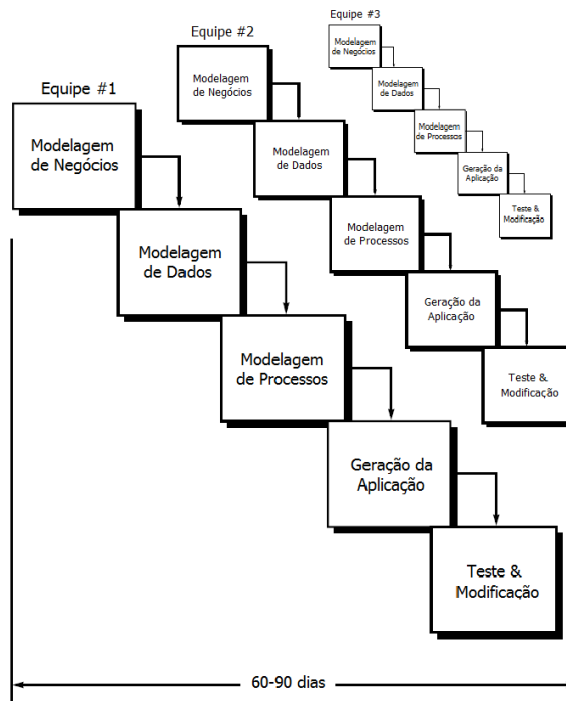 Equipe #3
Modelagem
de Negócios
Modelagem
de Dados
Modelagem
de Processos
Geração da
Aplicação
Teste &
Modificação
Equipe #2
Modelagem
de Negócios
Modelagem
de Dados
Modelagem
de Processos
Geração da
Aplicação
Teste &
Modificação
Equipe #1
Modelagem
de Negócios
Modelagem
de Dados
Modelagem
de Processos
Geração da
Aplicação
Teste &
Modificação
60-90 dias